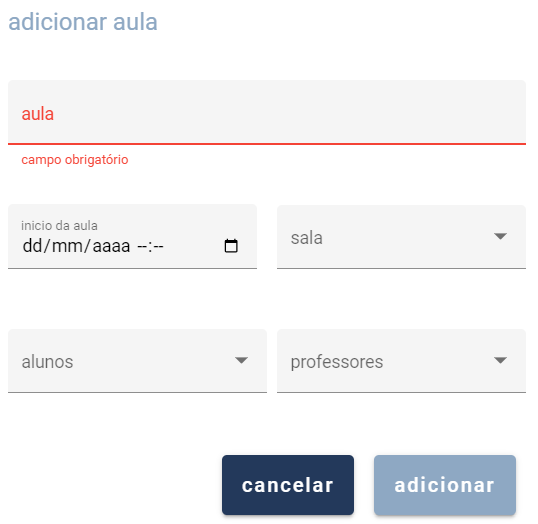 adicionar aula
aula
campo obrigatório
inicio da aula
dd/mm/aaaa --:--
sala
alunos
professores
cancelar
adicionar